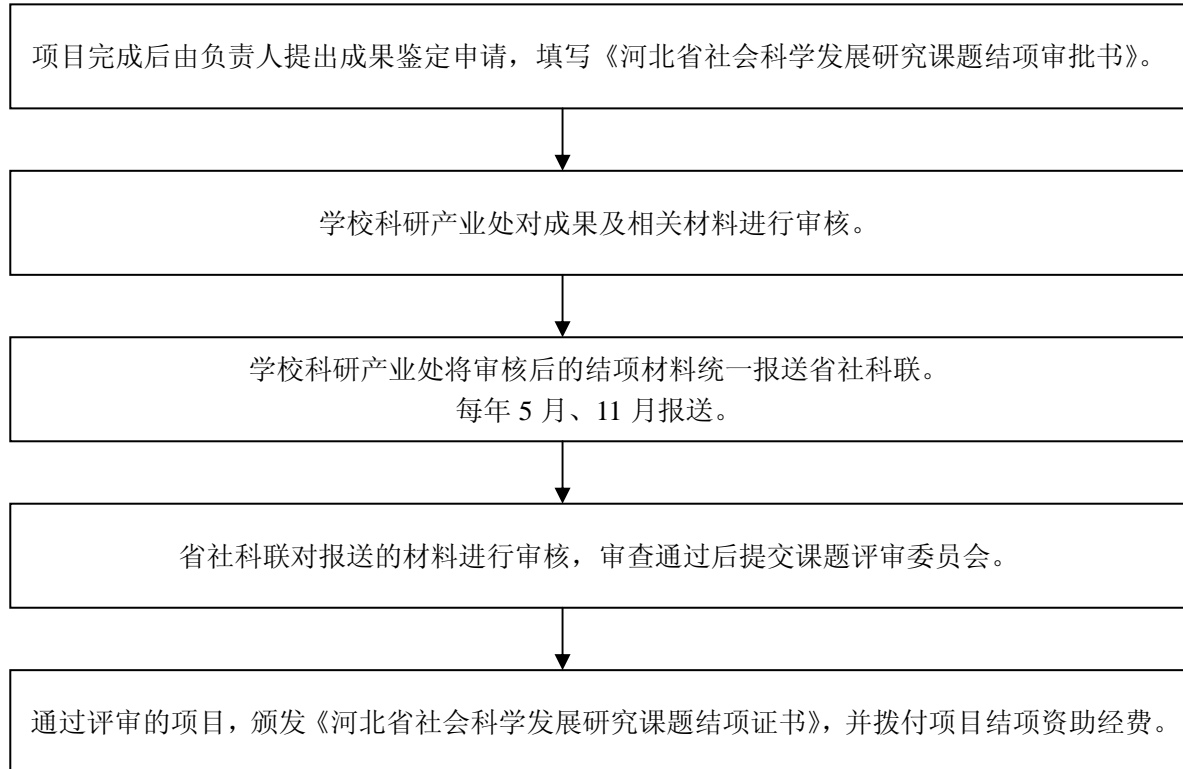 项目完成后由负责人提出成果鉴定申请，填写《河北省社会科学发展研究课题结项审批书》。
学校科研产业处对成果及相关材料进行审核。
学校科研产业处将审核后的结项材料统一报送省社科联。
每年 5 月、11 月报送。
省社科联对报送的材料进行审核，审查通过后提交课题评审委员会。
通过评审的项目，颁发《河北省社会科学发展研究课题结项证书》，并拨付项目结项资助经费。